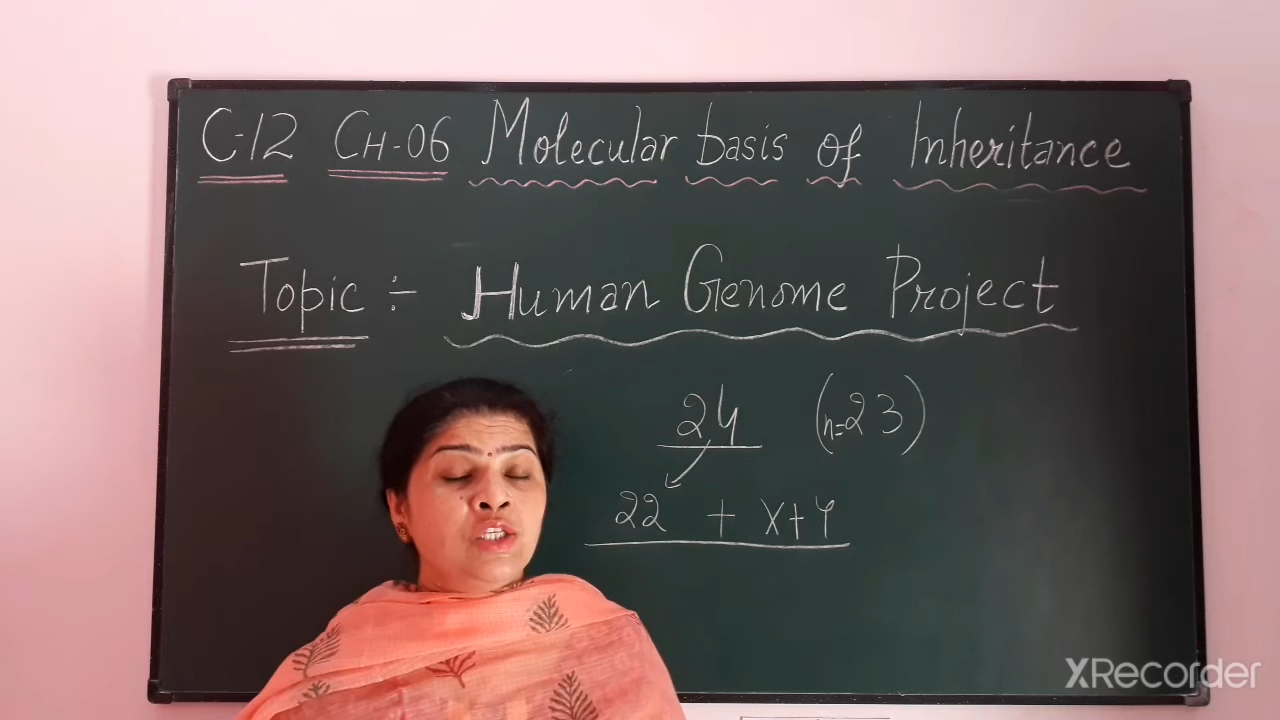 C-12 CH-06 Molecular basis of Inheritance
Topic ÷ Human Genome Project
24 (n=23)
22 + X+Y
XRecorder